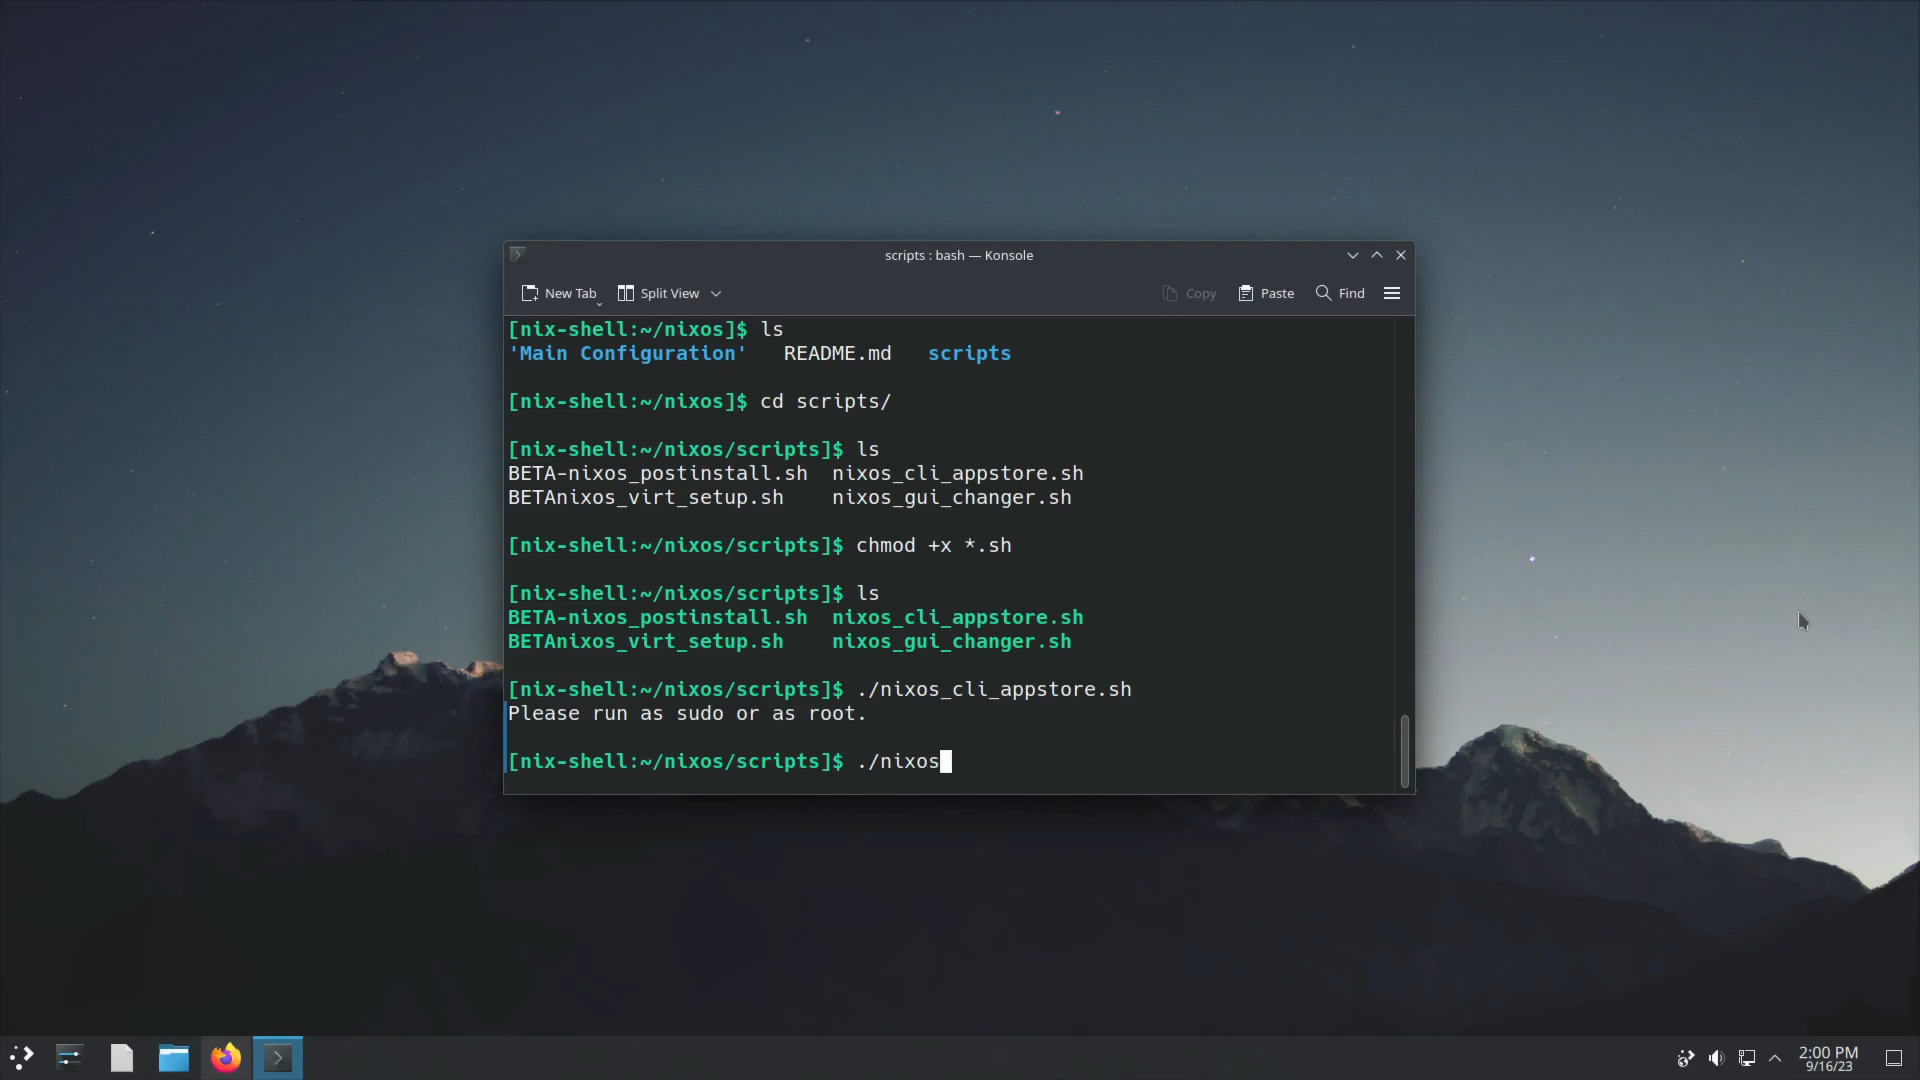 scripts : bash — Konsole
New Tab Split View Copy Paste Find
[nix-shell:~/nixos]$ ls
'Main Configuration' README.md scripts
[nix-shell:~/nixos]$ cd scripts/
[nix-shell:~/nixos/scripts]$ ls
BETA-nixos_postinstall.sh nixos_cli_appstore.sh
BETAnixos_virt_setup.sh nixos_gui_changer.sh
[nix-shell:~/nixos/scripts]$ chmod +x *.sh
[nix-shell:~/nixos/scripts]$ ls
BETA-nixos_postinstall.sh nixos_cli_appstore.sh
BETAnixos_virt_setup.sh nixos_gui_changer.sh
[nix-shell:~/nixos/scripts]$ ./nixos_cli_appstore.sh
Please run as sudo or as root.
[nix-shell:~/nixos/scripts]$ ./nixos
2:00 PM
9/16/23